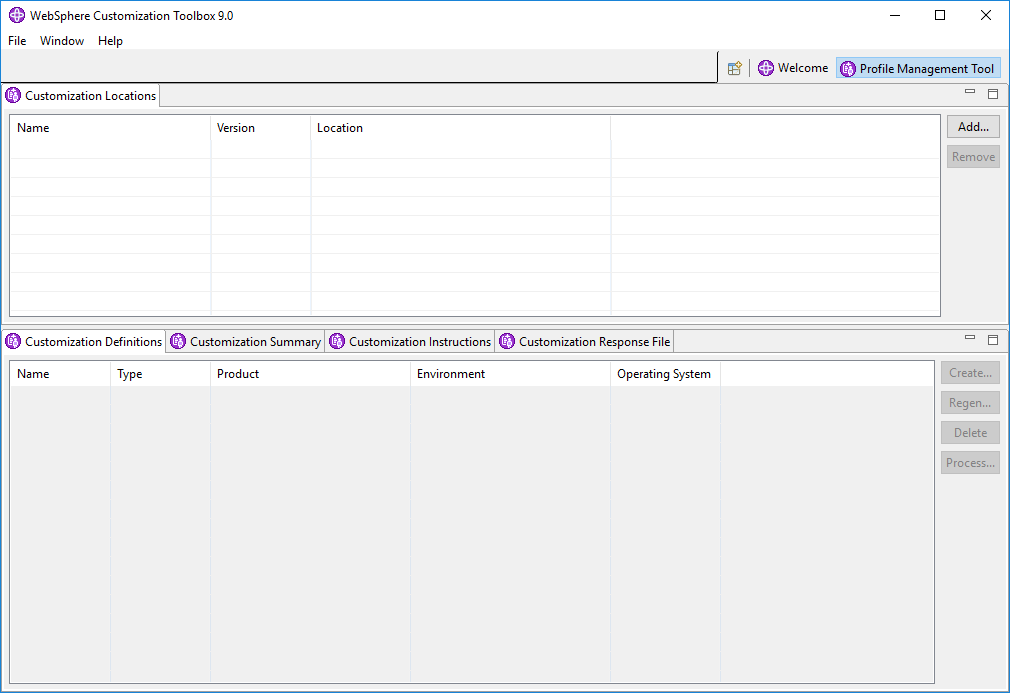 WebSphere Customization Toolbox 9.0
File Window Help
Welcome Profile Management Tool
Customization Locations
Name Version Location
Add...
Remove
Customization Definitions Customization Summary Customization Instructions Customization Response File
Name Type Product Environment Operating System
Create...
Regen...
Delete
Process...